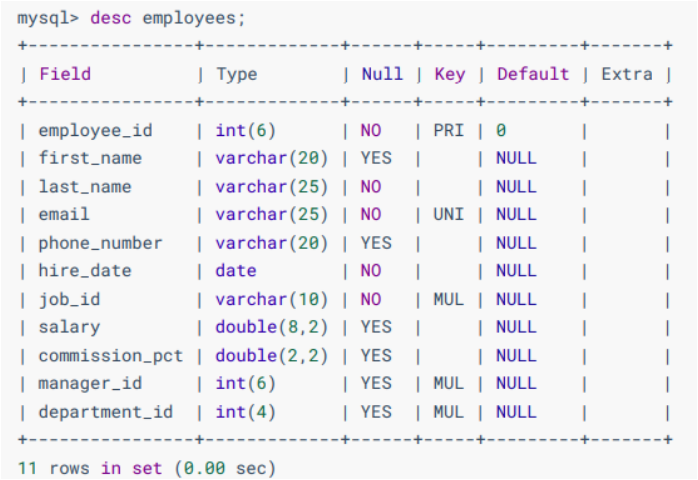 mysql> desc employees;
+----------------+-------------+------+-----+---------+-------+
| Field          | Type        | Null | Key | Default | Extra |
+----------------+-------------+------+-----+---------+-------+
| employee_id    | int(6)      | NO   | PRI | 0       |       |
| first_name     | varchar(20) | YES  |     | NULL    |       |
| last_name      | varchar(25) | NO   |     | NULL    |       |
| email          | varchar(25) | NO   | UNI | NULL    |       |
| phone_number   | varchar(20) | YES  |     | NULL    |       |
| hire_date      | date        | NO   |     | NULL    |       |
| job_id         | varchar(10) | NO   | MUL | NULL    |       |
| salary         | double(8,2) | YES  |     | NULL    |       |
| commission_pct | double(2,2) | YES  |     | NULL    |       |
| manager_id     | int(6)      | YES  | MUL | NULL    |       |
| department_id  | int(4)      | YES  | MUL | NULL    |       |
+----------------+-------------+------+-----+---------+-------+
11 rows in set (0.00 sec)